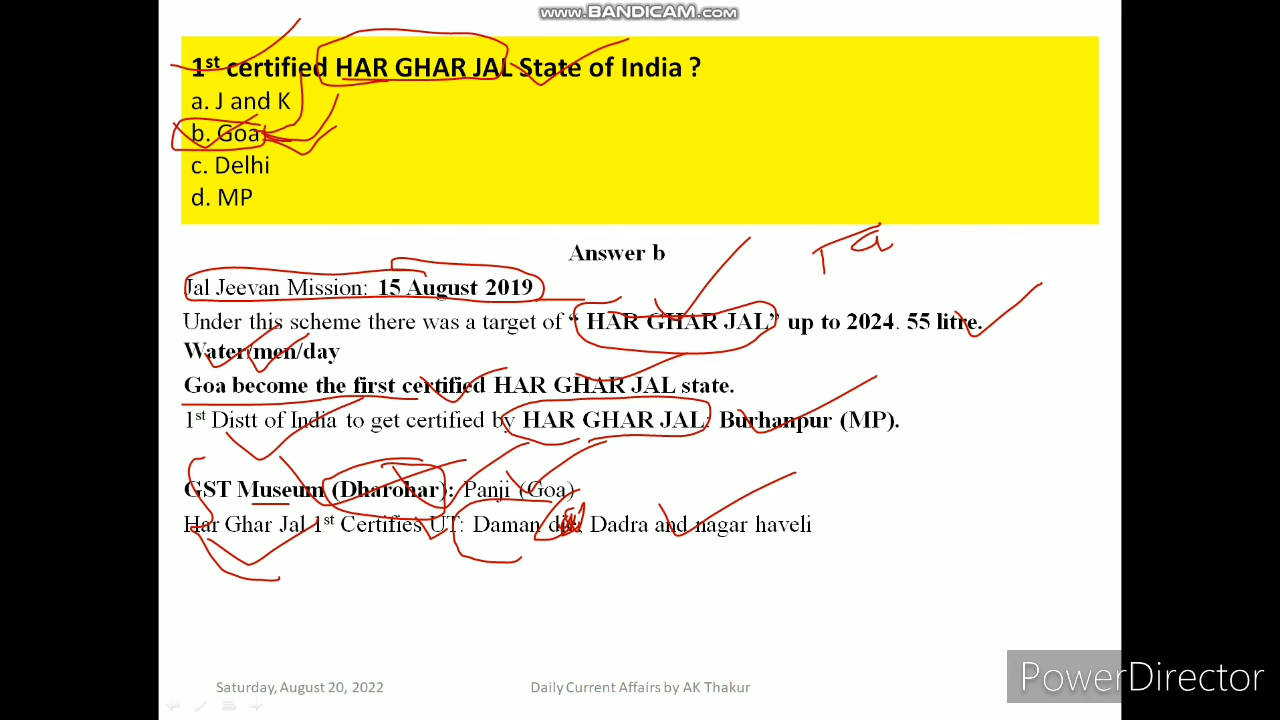 www.BANDICAM.com
1st certified HAR GHAR JAL State of India ?
a. J and K
b. Goa
c. Delhi
d. MP
Answer b
Jal Jeevan Mission: 15 August 2019
Under this scheme there was a target of “ HAR GHAR JAL” up to 2024. 55 litre.
Water/men/day
Goa become the first certified HAR GHAR JAL state.
1st Distt of India to get certified by HAR GHAR JAL: Burhanpur (MP).
GST Museum (Dharohar): Panji (Goa)
Har Ghar Jal 1st Certifies UT: Daman diu, Dadra and nagar haveli
Saturday, August 20, 2022
Daily Current Affairs by AK Thakur
PowerDirector